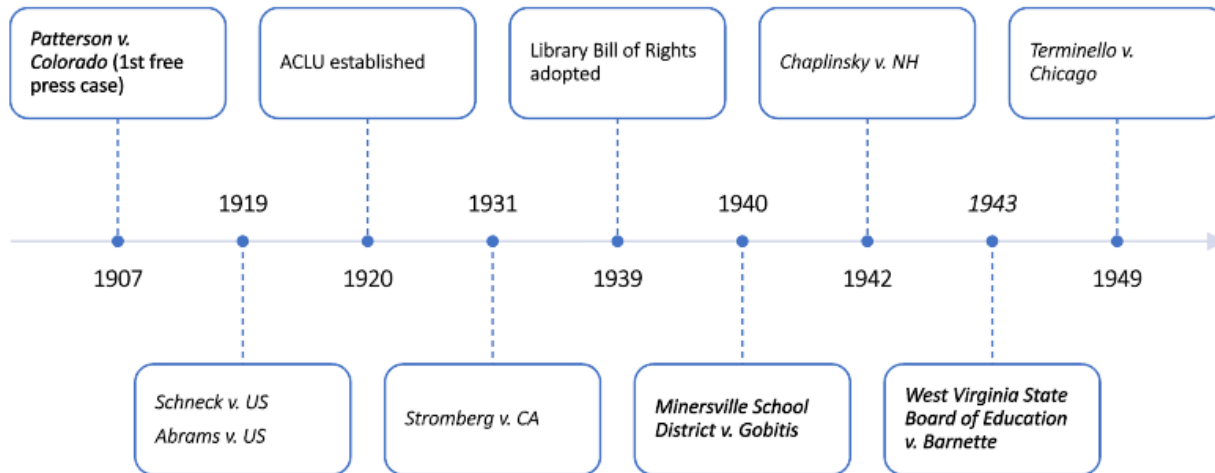 Patterson v.
Colorado (1st free
press case)
ACLU established
Library Bill of Rights
adopted
Chaplinsky v. NH
Terminello v.
Chicago
1919
1931
1940
1943
1907
1920
1939
1942
1949
Schneck v. US
Abrams v. US
Stromberg v. CA
Minersville School
District v. Gobitis
West Virginia State
Board of Education
v. Barnette